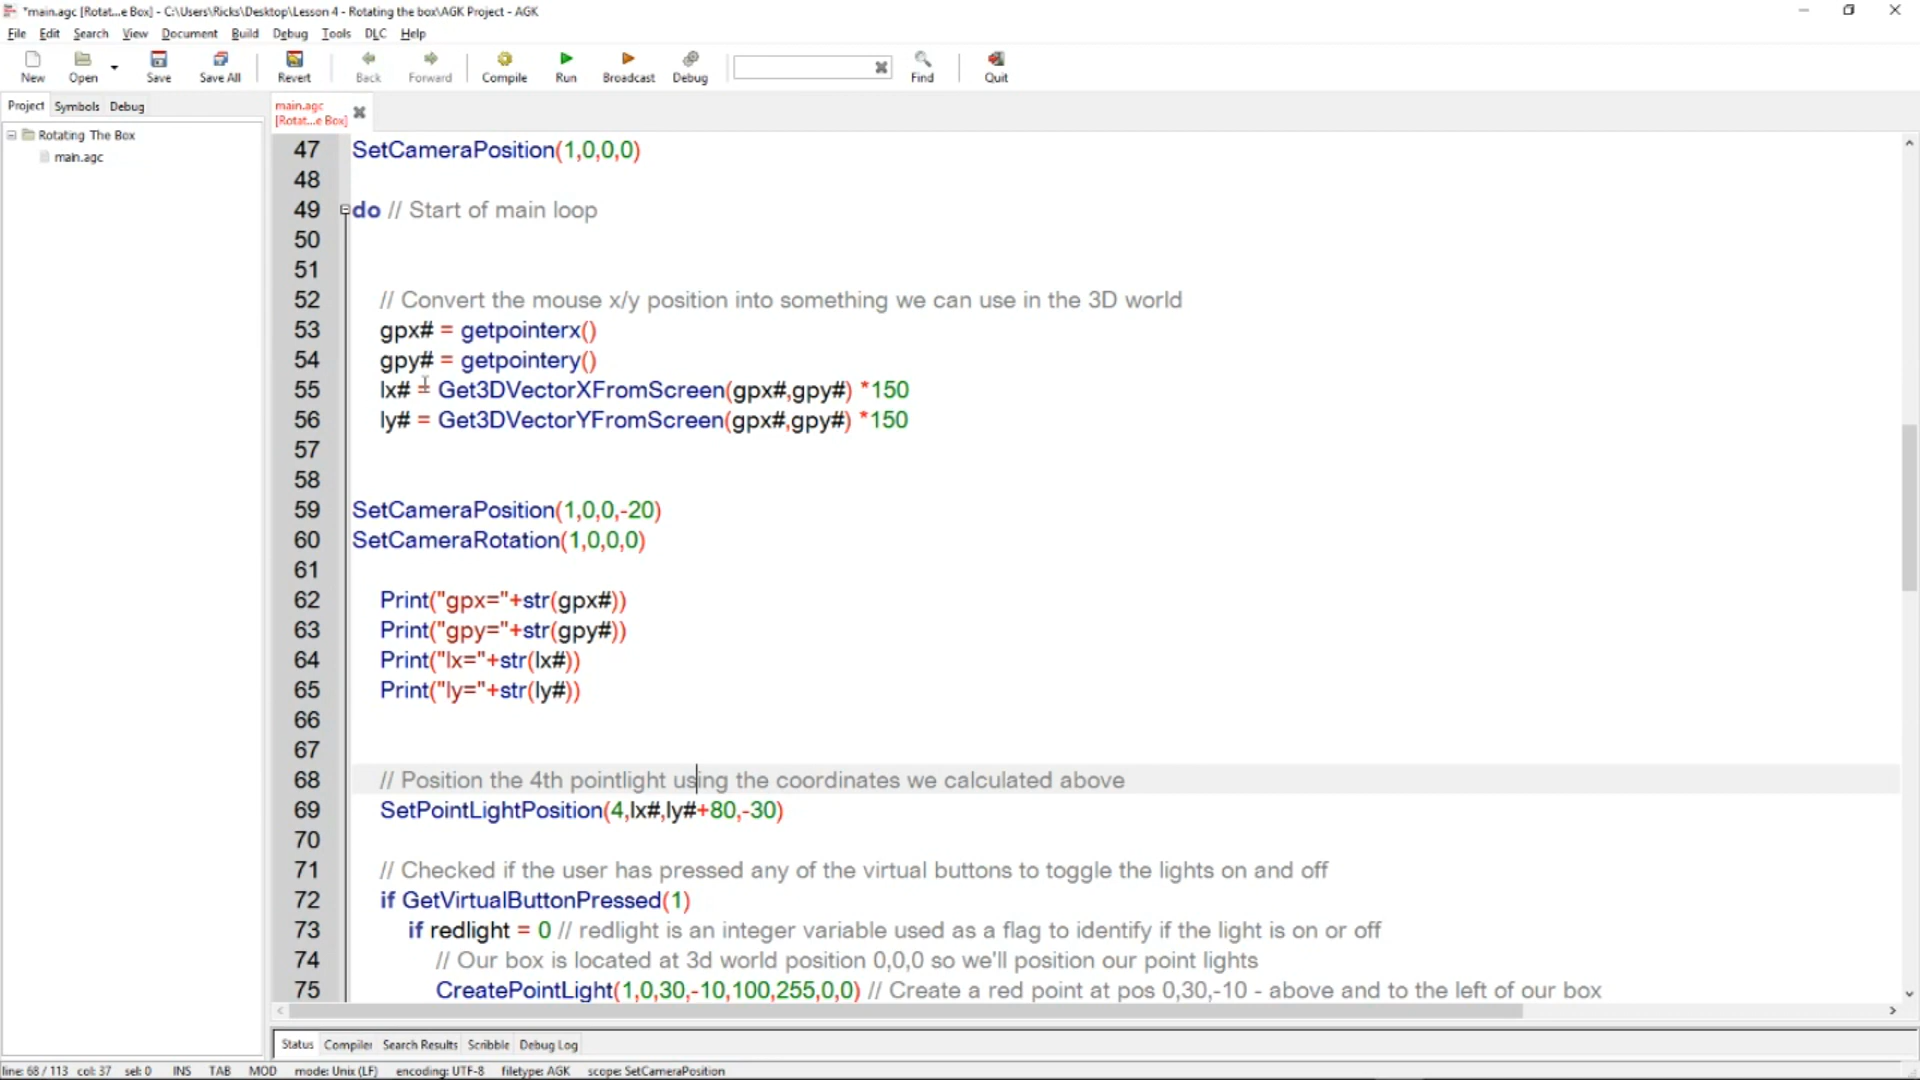 *main.agc [Rotat...e Box] - C:\Users\Ricks\Desktop\Lesson 4 - Rotating the box\AGK Project - AGK
File Edit Search View Document Build Debug Tools DLC Help
New Open Save Save All Revert Back Forward Compile Run Broadcast Debug Find Quit
Project Symbols Debug
main.agc
[Rotat...e Box]
Rotating The Box
main.agc
47 SetCameraPosition(1,0,0,0)
48
49 do // Start of main loop
50
51
52 // Convert the mouse x/y position into something we can use in the 3D world
53 gpx# = getpointerx()
54 gpy# = getpointery()
55 lx# = Get3DVectorXFromScreen(gpx#,gpy#) *150
56 ly# = Get3DVectorYFromScreen(gpx#,gpy#) *150
57
58
59 SetCameraPosition(1,0,0,-20)
60 SetCameraRotation(1,0,0,0)
61
62 Print("gpx="+str(gpx#))
63 Print("gpy="+str(gpy#))
64 Print("lx="+str(lx#))
65 Print("ly="+str(ly#))
66
67
68 // Position the 4th pointlight using the coordinates we calculated above
69 SetPointLightPosition(4,lx#,ly#+80,-30)
70
71 // Checked if the user has pressed any of the virtual buttons to toggle the lights on and off
72 if GetVirtualButtonPressed(1)
73 if redlight = 0 // redlight is an integer variable used as a flag to identify if the light is on or off
74 // Our box is located at 3d world position 0,0,0 so we'll position our point lights
75 CreatePointLight(1,0,30,-10,100,255,0,0) // Create a red point at pos 0,30,-10 - above and to the left of our box
Status Compiler Search Results Scribble Debug Log
line: 68 / 113 col: 37 sel: 0 INS TAB MOD mode: Unix (LF) encoding: UTF-8 filetype: AGK scope: SetCameraPosition